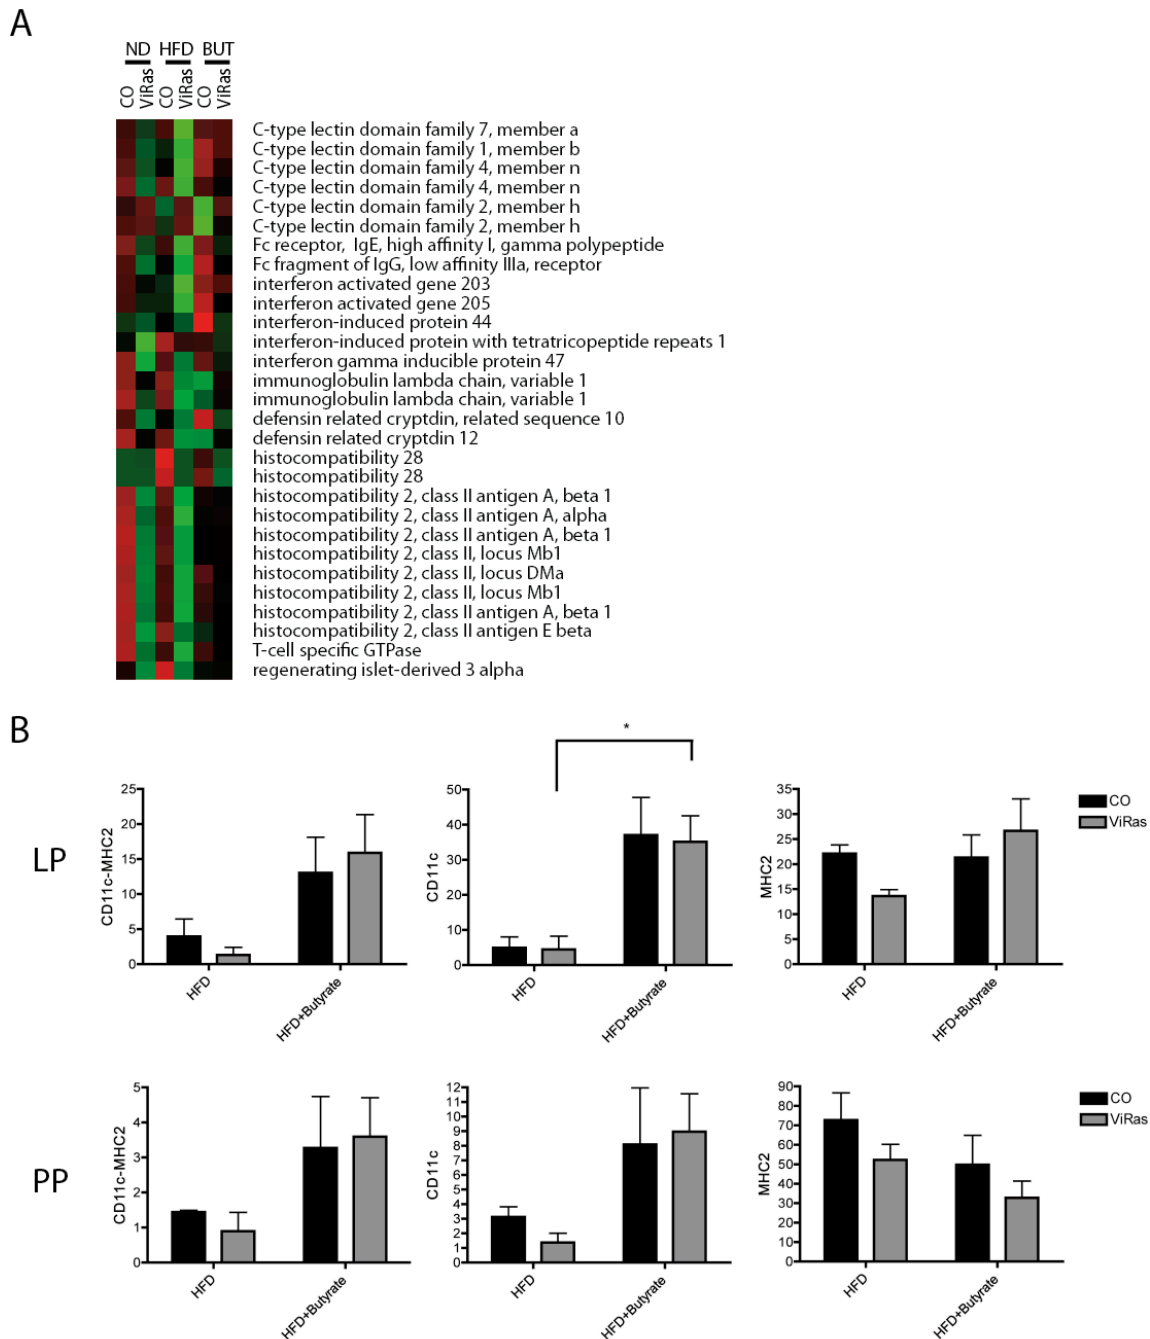 A
ND HFD BUT
CO ViRas CO ViRas CO ViRas
C-type lectin domain family 7, member a
C-type lectin domain family 1, member b
C-type lectin domain family 4, member n
C-type lectin domain family 4, member n
C-type lectin domain family 2, member h
C-type lectin domain family 2, member h
Fc receptor, IgE, high affinity I, gamma polypeptide
Fc fragment of IgG, low affinity IIIa, receptor
interferon activated gene 203
interferon activated gene 205
interferon-induced protein 44
interferon-induced protein with tetratricopeptide repeats 1
interferon gamma inducible protein 47
immunoglobulin lambda chain, variable 1
immunoglobulin lambda chain, variable 1
defensin related cryptdin, related sequence 10
defensin related cryptdin 12
histocompatibility 28
histocompatibility 28
histocompatibility 2, class II antigen A, beta 1
histocompatibility 2, class II antigen A, alpha
histocompatibility 2, class II antigen A, beta 1
histocompatibility 2, class II, locus Mb1
histocompatibility 2, class II, locus DMa
histocompatibility 2, class II, locus Mb1
histocompatibility 2, class II antigen A, beta 1
histocompatibility 2, class II antigen E beta
T-cell specific GTPase
regenerating islet-derived 3 alpha
B
*
LP
CD11c-MHC2
25
20
15
10
5
0
HFD
HFD+Butyrate
CD11c
50
40
30
20
10
0
HFD
HFD+Butyrate
MHC2
35
30
25
20
15
10
5
0
HFD
HFD+Butyrate
CO
ViRas
PP
CD11c-MHC2
5
4
3
2
1
0
HFD
HFD+Butyrate
CD11c
12
11
10
9
8
7
6
5
4
3
2
1
0
HFD
HFD+Butyrate
MHC2
90
80
70
60
50
40
30
20
10
0
HFD
HFD+Butyrate
CO
ViRas